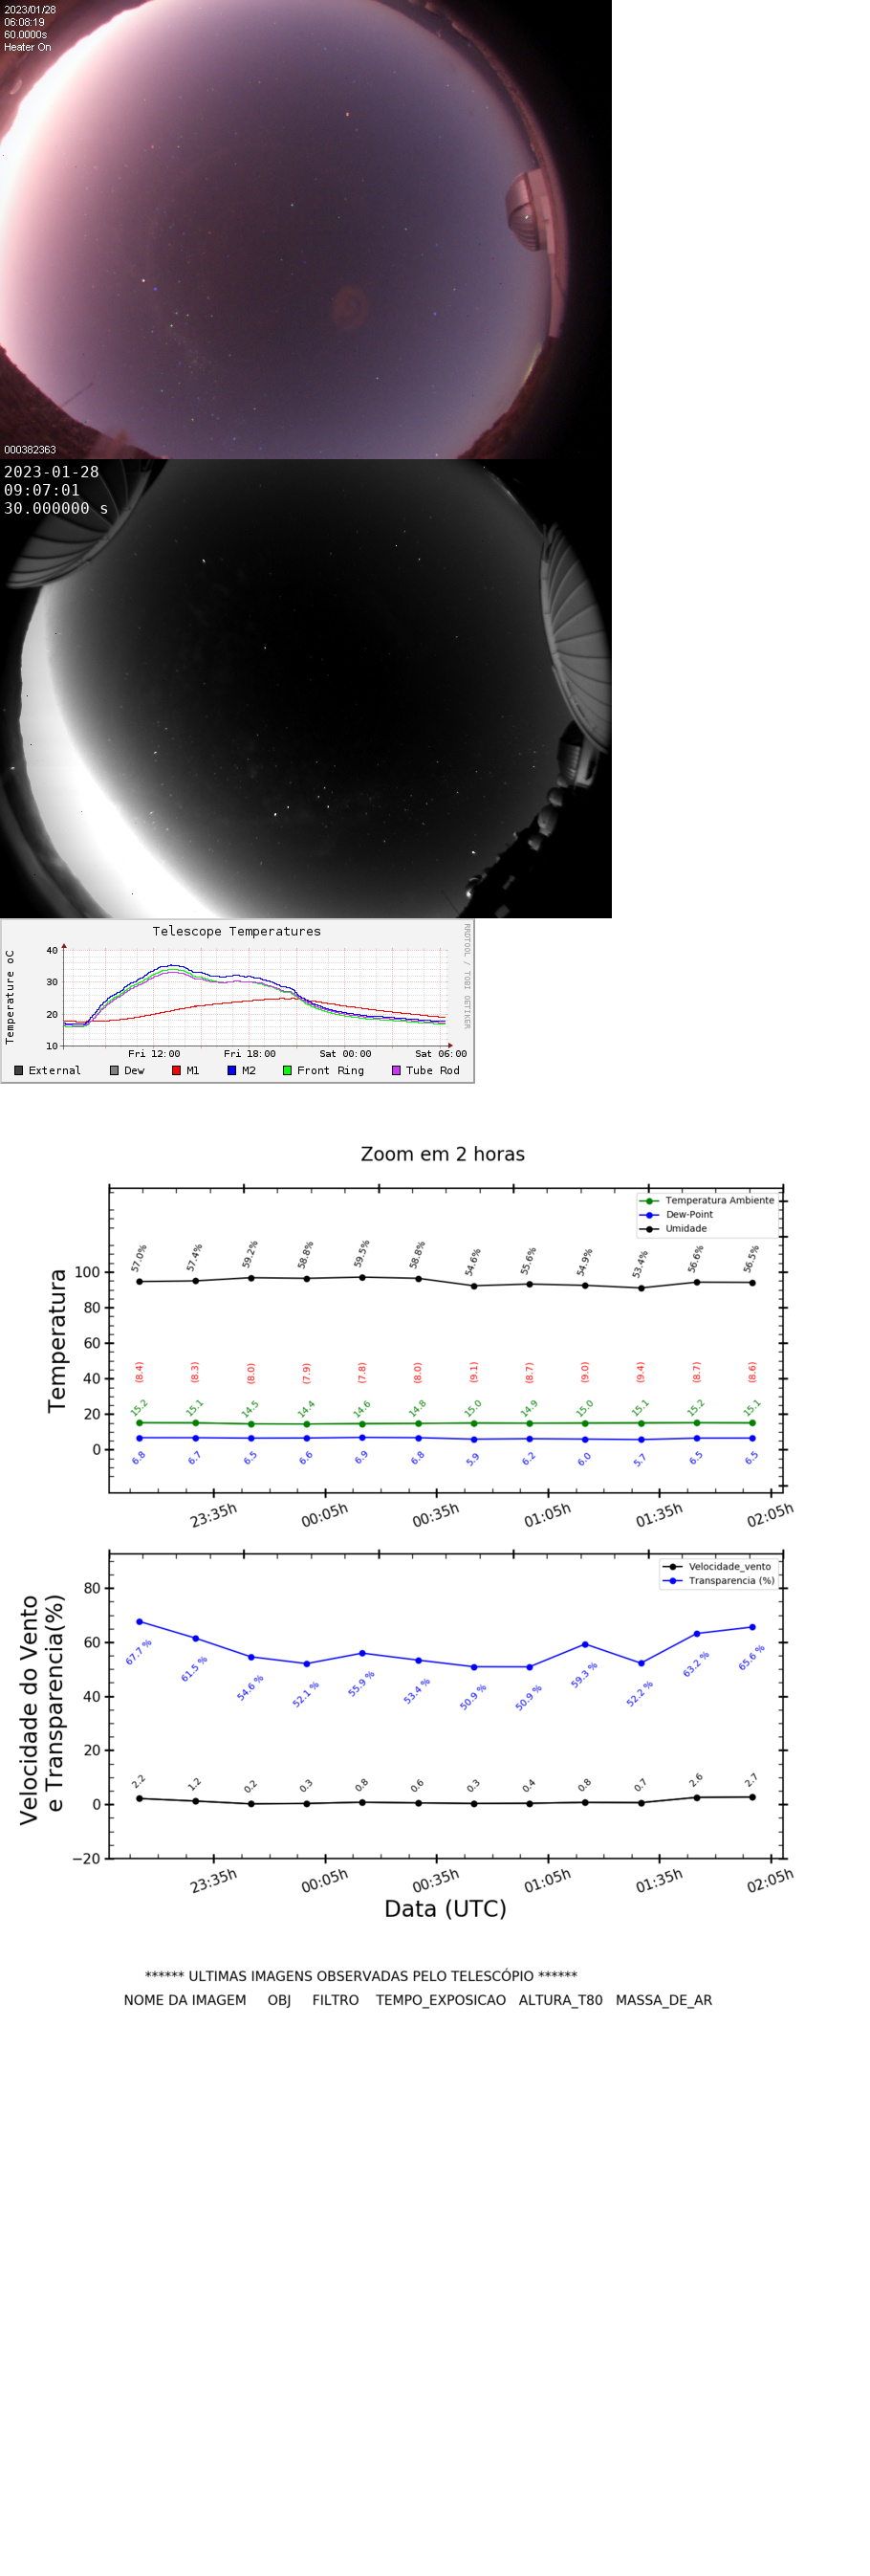 2023/01/28
06:08:19
60.0000s
Heater On
000382363
2023-01-28
09:07:01
30.000000 s
Telescope Temperatures
RRDTOOL / TOBI OETIKER
Temperature oC
40
30
20
10
Fri 12:00 Fri 18:00 Sat 00:00 Sat 06:00
External Dew M1 M2 Front Ring Tube Rod
Zoom em 2 horas
Temperatura Ambiente
Dew-Point
Umidade
Temperatura
100
80
60
40
20
0
57.0% 57.4% 59.2% 58.8% 59.5% 58.8% 54.6% 55.6% 54.9% 53.4% 56.6% 56.5%
(8.4) (8.3) (8.0) (7.9) (7.8) (8.0) (9.1) (8.7) (9.0) (9.4) (8.7) (8.6)
15.2 15.1 14.5 14.4 14.6 14.8 15.0 14.9 15.0 15.1 15.2 15.1
6.8 6.7 6.5 6.6 6.9 6.8 5.9 6.2 6.0 5.7 6.5 6.5
23:35h 00:05h 00:35h 01:05h 01:35h 02:05h
Velocidade_vento
Transparencia (%)
Velocidade do Vento
e Transparencia(%)
80
60
40
20
0
−20
67.7 % 61.5 % 54.6 % 52.1 % 55.9 % 53.4 % 50.9 % 50.9 % 59.3 % 52.2 % 63.2 % 65.6 %
2.2 1.2 0.2 0.3 0.8 0.6 0.3 0.4 0.8 0.7 2.6 2.7
23:35h 00:05h 00:35h 01:05h 01:35h 02:05h
Data (UTC)
****** ULTIMAS IMAGENS OBSERVADAS PELO TELESCÓPIO ******
NOME DA IMAGEM OBJ FILTRO TEMPO_EXPOSICAO ALTURA_T80 MASSA_DE_AR